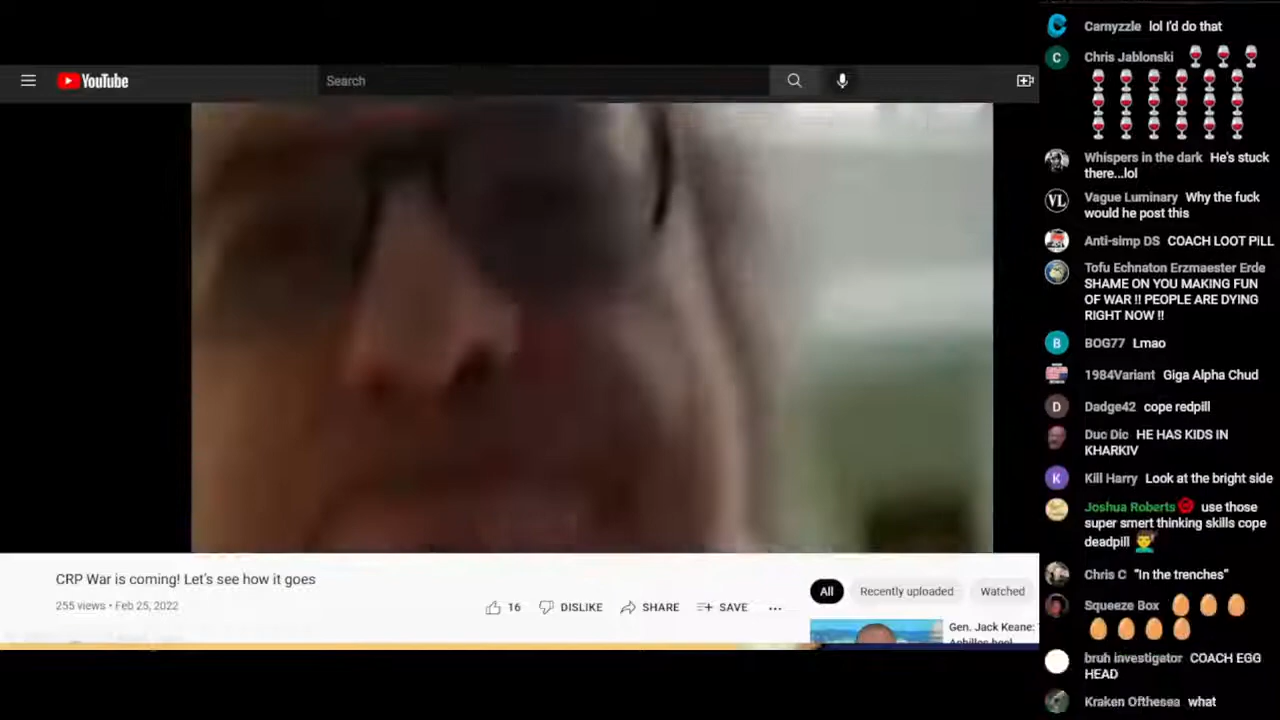 YouTube
Search
CRP War is coming! Let's see how it goes
255 views • Feb 25, 2022
16
DISLIKE
SHARE
SAVE
All
Recently uploaded
Watched
Gen. Jack Keane:
Carnyzzle lol I'd do that
Chris Jablonski 🍷 🍷 🍷
🍷 🍷 🍷 🍷 🍷 🍷
🍷 🍷 🍷 🍷 🍷 🍷
🍷 🍷 🍷 🍷 🍷 🍷
Whispers in the dark He's stuck
there...lol
VL
Vague Luminary Why the fuck
would he post this
Anti-simp DS COACH LOOT PILL
Tofu Echnaton Erzmaester Erde
SHAME ON YOU MAKING FUN
OF WAR !! PEOPLE ARE DYING
RIGHT NOW !!
BOG77 Lmao
1984Variant Giga Alpha Chud
Dadge42 cope redpill
Duc Dic HE HAS KIDS IN
KHARKIV
Kill Harry Look at the bright side
Joshua Roberts use those
super smert thinking skills cope
deadpill
Chris C "In the trenches"
Squeeze Box 🥚 🥚 🥚
🥚 🥚 🥚 🥚
bruh investigator COACH EGG
HEAD
Kraken Ofthesea what